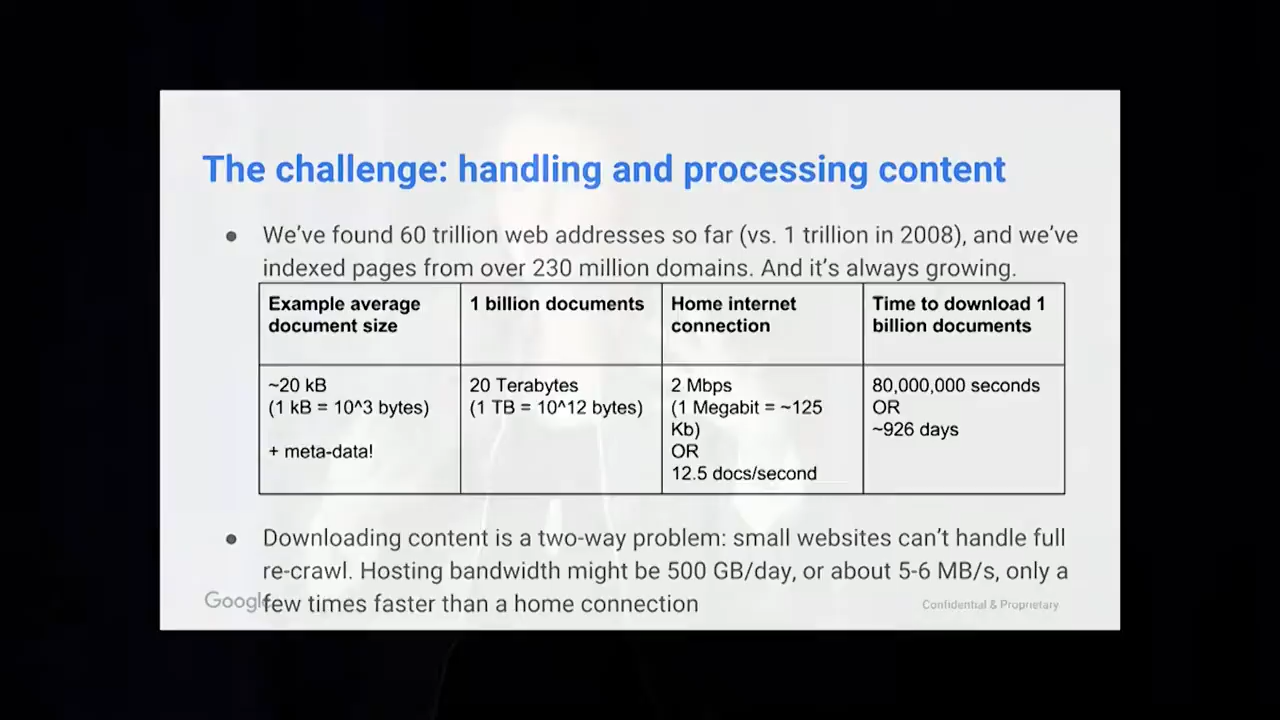 The challenge: handling and processing content
● We've found 60 trillion web addresses so far (vs. 1 trillion in 2008), and we've
indexed pages from over 230 million domains. And it's always growing.
Example average
document size
1 billion documents
Home internet
connection
Time to download 1
billion documents
~20 kB
(1 kB = 10^3 bytes)
+ meta-data!
20 Terabytes
(1 TB = 10^12 bytes)
2 Mbps
(1 Megabit = ~125
Kb)
OR
12.5 docs/second
80,000,000 seconds
OR
~926 days
● Downloading content is a two-way problem: small websites can't handle full
re-crawl. Hosting bandwidth might be 500 GB/day, or about 5-6 MB/s, only a
few times faster than a home connection
Google
Confidential & Proprietary